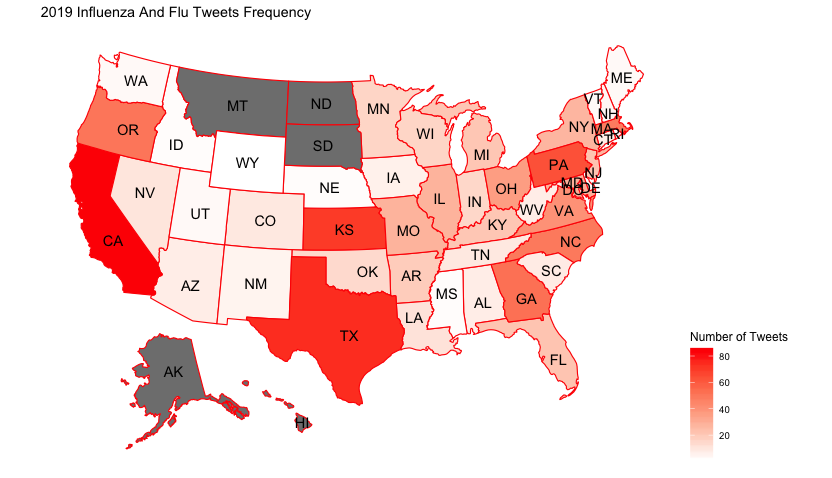 2019 Influenza And Flu Tweets Frequency
WA
MT
ND
MN
ME
VT
NH
OR
ID
SD
WI
NY
MA
RI
CT
WY
MI
PA
NJ
NE
IA
OH
MD
DE
DC
NV
UT
IL
IN
WV
VA
CA
CO
KS
MO
KY
NC
AZ
NM
OK
AR
TN
SC
MS
AL
GA
LA
TX
FL
AK
HI
Number of Tweets
80
60
40
20